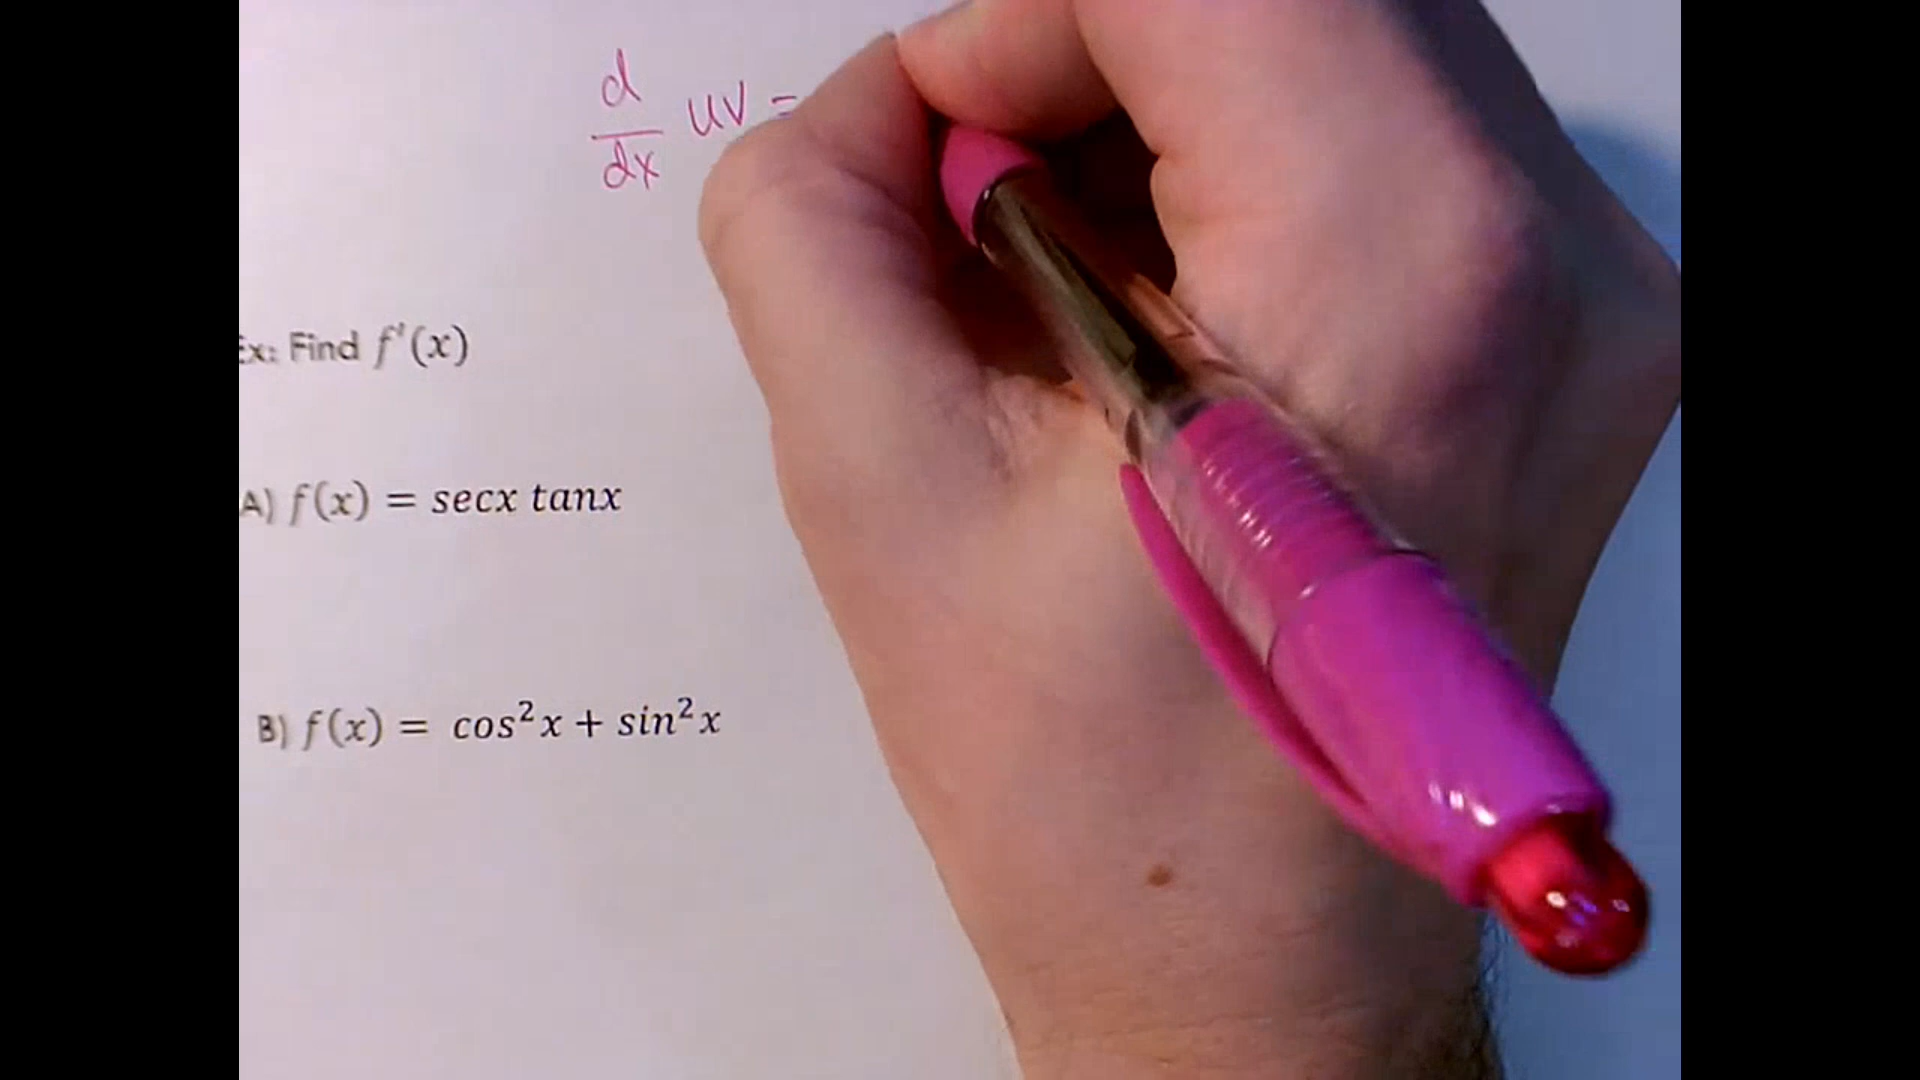 d/dx uv =
Ex: Find f'(x)
A) f(x) = secx tanx
B) f(x) = cos²x + sin²x